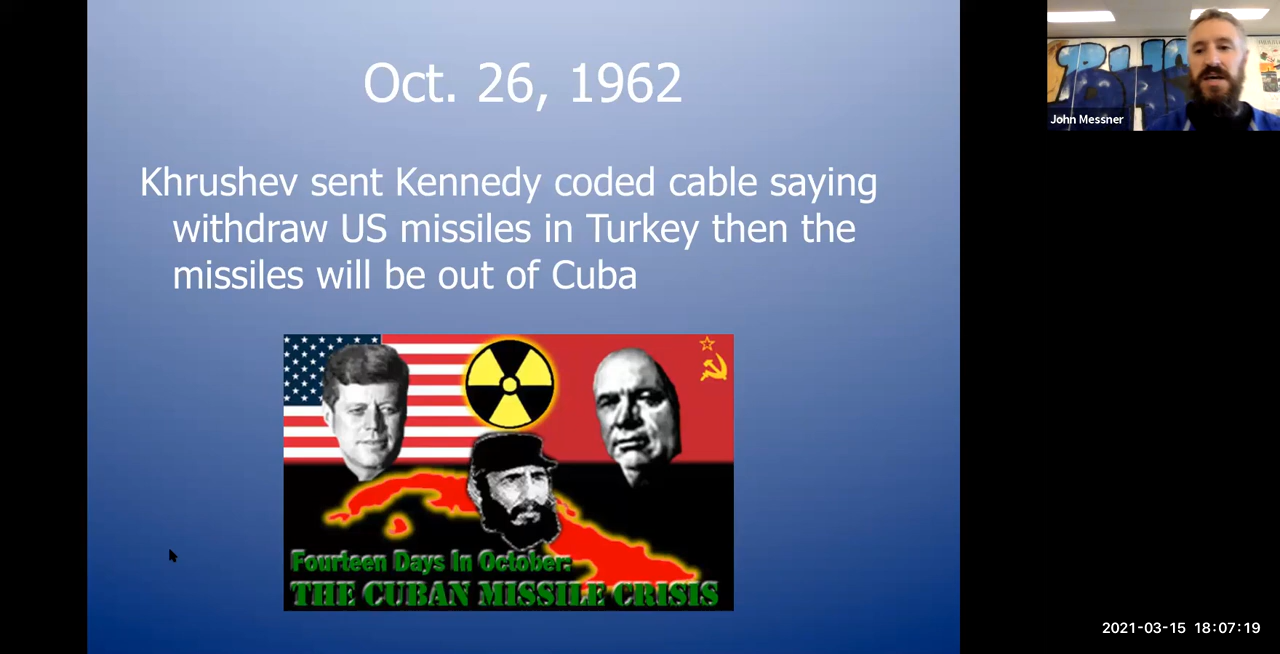 Oct. 26, 1962
Khrushev sent Kennedy coded cable saying
withdraw US missiles in Turkey then the
missiles will be out of Cuba
Fourteen Days In October:
THE CUBAN MISSILE CRISIS
John Messner
2021-03-15 18:07:19